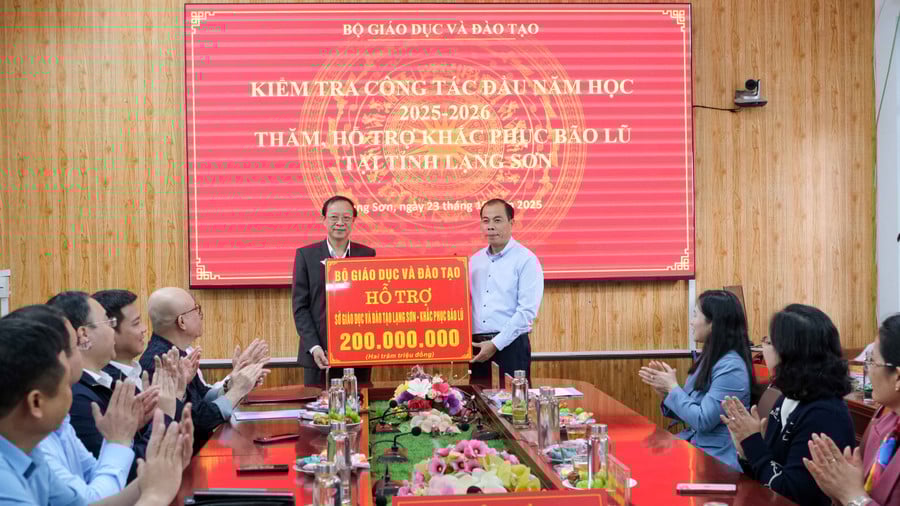 BỘ GIÁO DỤC VÀ ĐÀO TẠO
KIỂM TRA CÔNG TÁC ĐẦU NĂM HỌC
2025-2026
THĂM, HỖ TRỢ KHẮC PHỤC BÃO LŨ
TẠI TỈNH LẠNG SƠN
Sơn, ngày 23 tháng 2025
BỘ GIÁO DỤC VÀ ĐÀO TẠO
HỖ TRỢ
SỞ GIÁO DỤC VÀ ĐÀO TẠO LẠNG SƠN - KHẮC PHỤC BÃO LŨ
200.000.000
(Hai trăm triệu đồng)